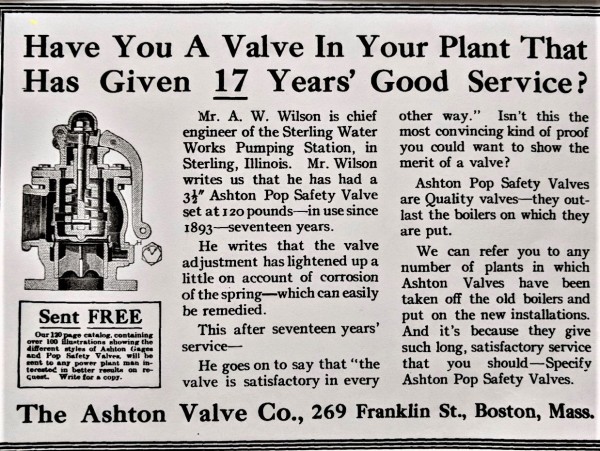 Have You A Valve In Your Plant That
Has Given 17 Years' Good Service?
Mr. A. W. Wilson is chief
engineer of the Sterling Water
Works Pumping Station, in
Sterling, Illinois. Mr. Wilson
writes us that he has had a
3½″ Ashton Pop Safety Valve
set at 120 pounds—in use since
1893—seventeen years.
He writes that the valve
adjustment has lightened up a
little on account of corrosion
of the spring—which can easily
be remedied.
This after seventeen years'
service—
He goes on to say that "the
valve is satisfactory in every
other way." Isn't this the
most convincing kind of proof
you could want to show the
merit of a valve?
Ashton Pop Safety Valves
are Quality valves—they out-
last the boilers on which they
are put.
We can refer you to any
number of plants in which
Ashton Valves have been
taken off the old boilers and
put on the new installations.
And it's because they give
such long, satisfactory service
that you should—Specify
Ashton Pop Safety Valves.
Sent FREE
Our 120 page catalog, containing
over 100 illustrations showing the
different styles of Ashton Gages
and Pop Safety Valves, will be
sent to any power plant man in-
terested in better results on re-
quest. Write for a copy.
The Ashton Valve Co., 269 Franklin St., Boston, Mass.